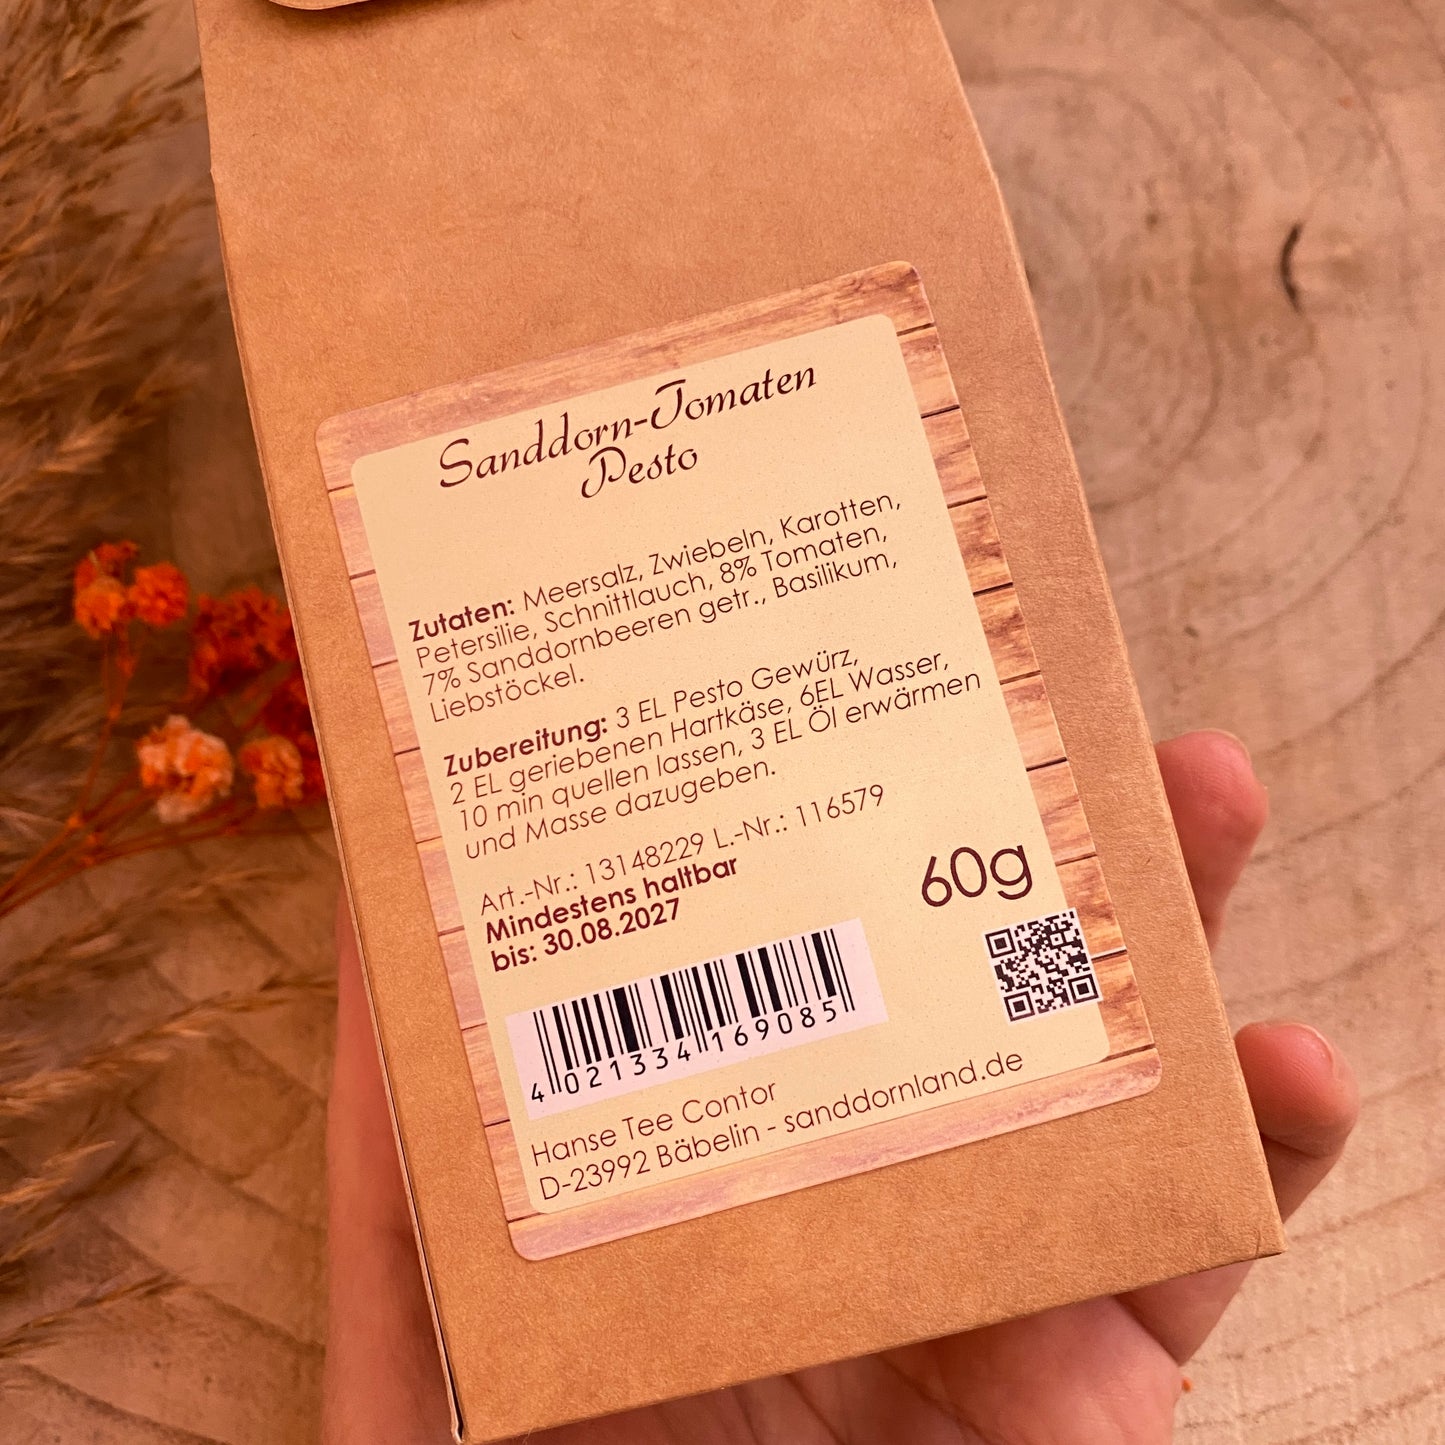 Sanddorn-Tomaten
Pesto
Zutaten: Meersalz, Zwiebeln, Karotten,
Petersilie, Schnittlauch, 8% Tomaten,
7% Sanddornbeeren getr., Basilikum,
Liebstöckel.
Zubereitung: 3 EL Pesto Gewürz,
2 EL geriebenen Hartkäse, 6EL Wasser,
10 min quellen lassen, 3 EL Öl erwärmen
und Masse dazugeben.
Art.-Nr.: 13148229 L.-Nr.: 116579
Mindestens haltbar
bis: 30.08.2027
60g
4 021334 169085
Hanse Tee Contor
D-23992 Bäbelin - sanddornland.de